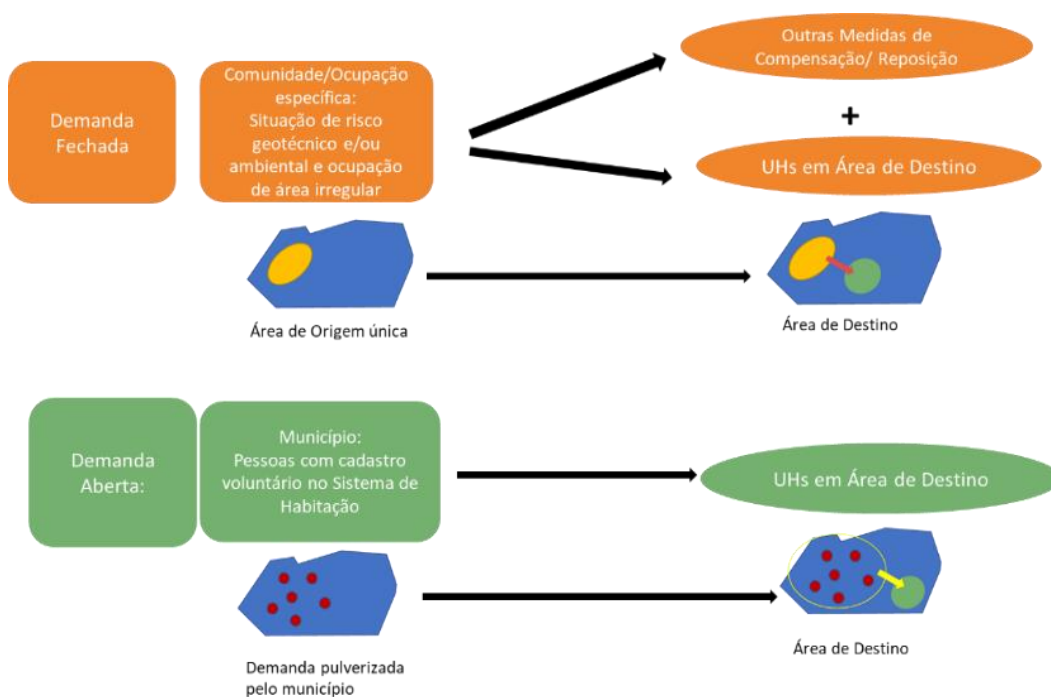 Demanda
Fechada
Comunidade/Ocupação
específica:
Situação de risco
geotécnico e/ou
ambiental e ocupação
de área irregular
Outras Medidas de
Compensação/ Reposição
+
UHs em Área de Destino
Área de Origem única
Área de Destino
Demanda
Aberta:
Município:
Pessoas com cadastro
voluntário no Sistema de
Habitação
UHs em Área de Destino
Demanda pulverizada
pelo município
Área de Destino